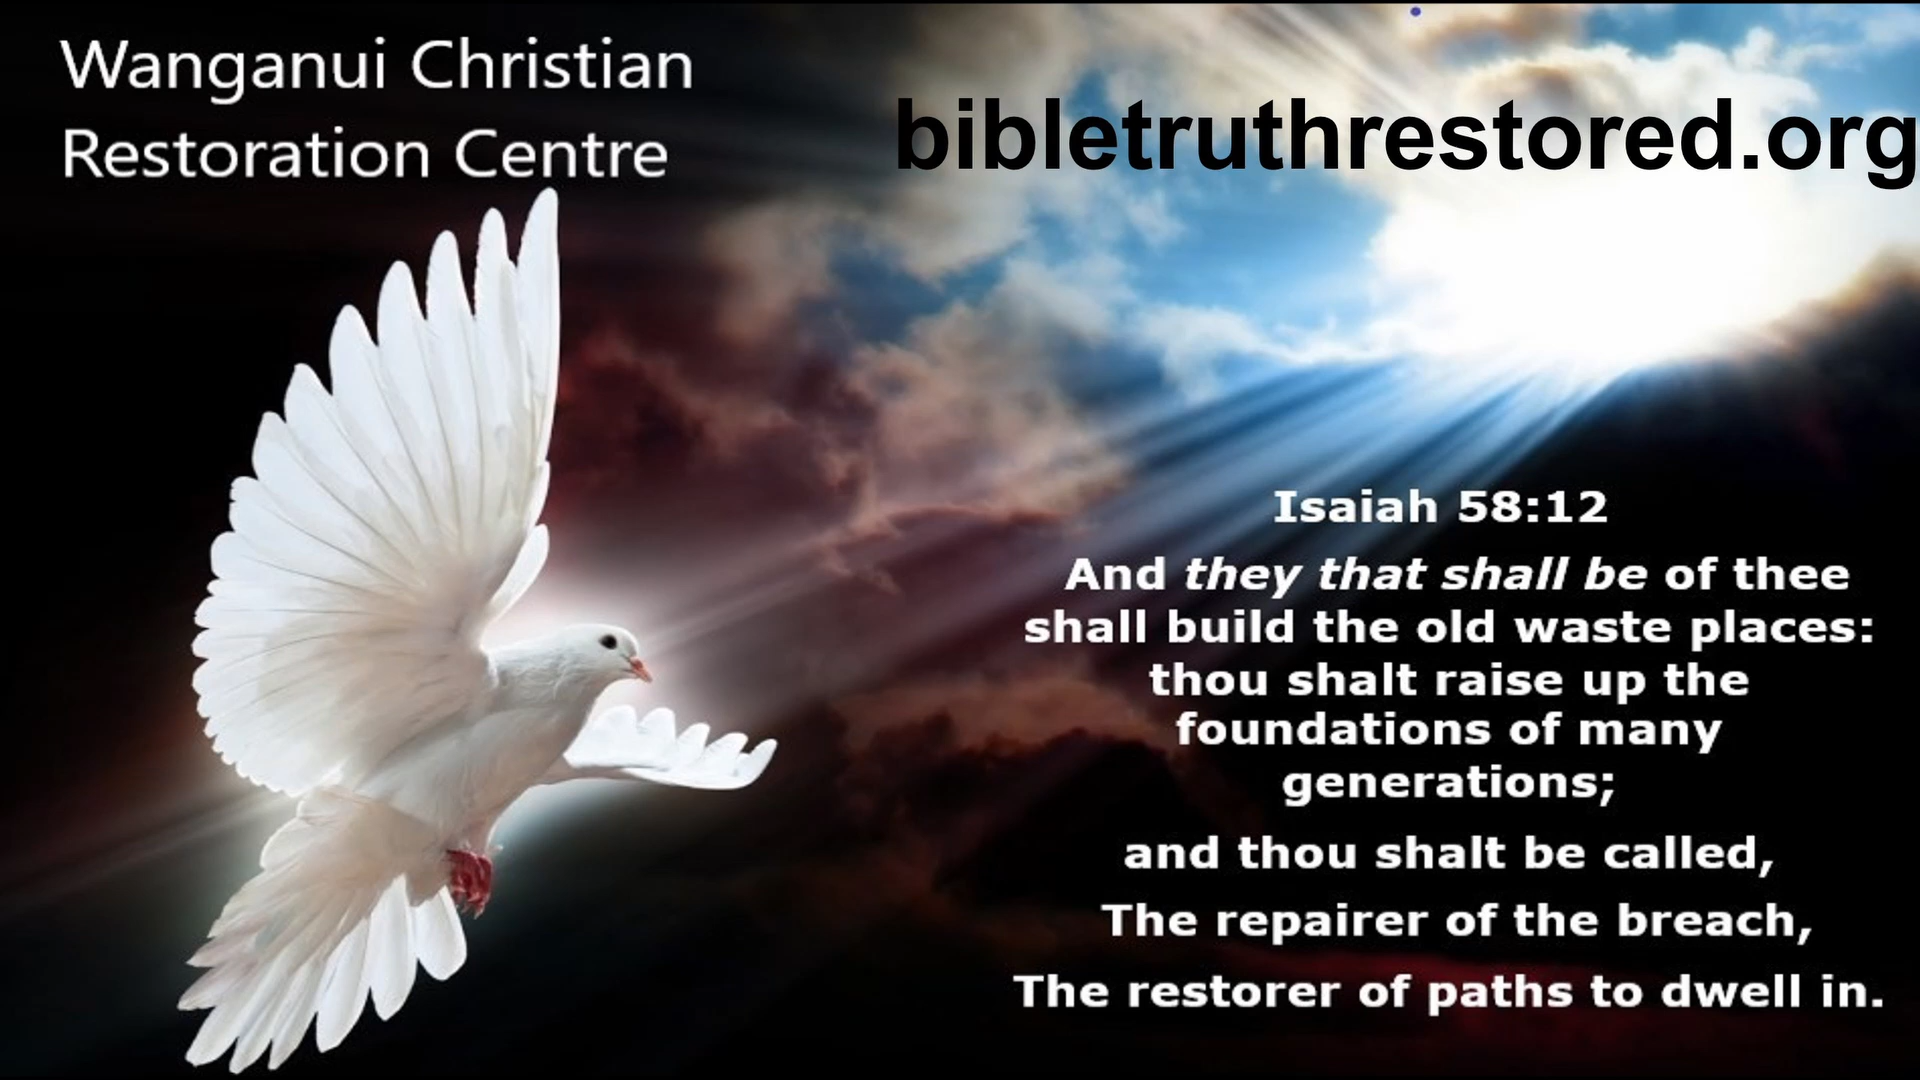 Wanganui Christian
Restoration Centre
bibletruthrestored.org
Isaiah 58:12
And they that shall be of thee
shall build the old waste places:
thou shalt raise up the
foundations of many
generations;
and thou shalt be called,
The repairer of the breach,
The restorer of paths to dwell in.